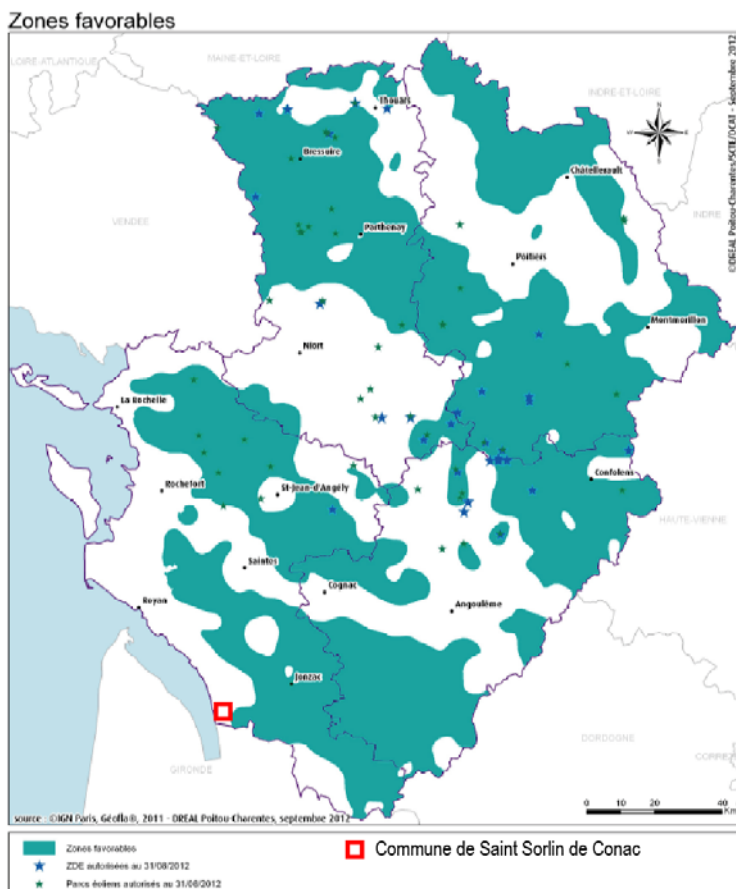 Zones favorables
LOIRE-ATLANTIQUE
MAINE-ET-LOIRE
INDRE-ET-LOIRE
Thouars
N
W
E
S
Bressuire
Châtellerault
VENDEE
INDRE
Parthenay
Poitiers
Montmorillon
Niort
La Rochelle
Confolens
Rochefort
St-Jean-d'Angély
HAUTE-VIENNE
Saintes
Cognac
Royan
Angoulême
Jonzac
DORDOGNE
GIRONDE
0 10 20 40
Km
source : ©IGN Paris, Géofla®, 2011 - DREAL Poitou-Charentes, septembre 2012
©DREAL Poitou-Charentes/SCTE/OCAT - Septembre 2012
Zones favorables
Commune de Saint Sorlin de Conac
ZDE autorisées au 31/08/2012
Parcs éoliens autorisés au 31/08/2012